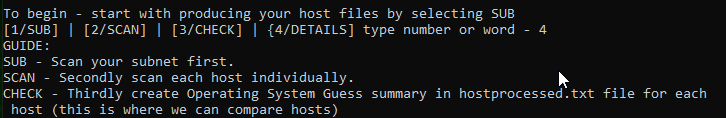 To begin - start with producing your host files by selecting SUB
[1/SUB] | [2/SCAN] | [3/CHECK] | {4/DETAILS] type number or word - 4
GUIDE:
SUB - Scan your subnet first.
SCAN - Secondly scan each host individually.
CHECK - Thirdly create Operating System Guess summary in hostprocessed.txt file for each
 host (this is where we can compare hosts)